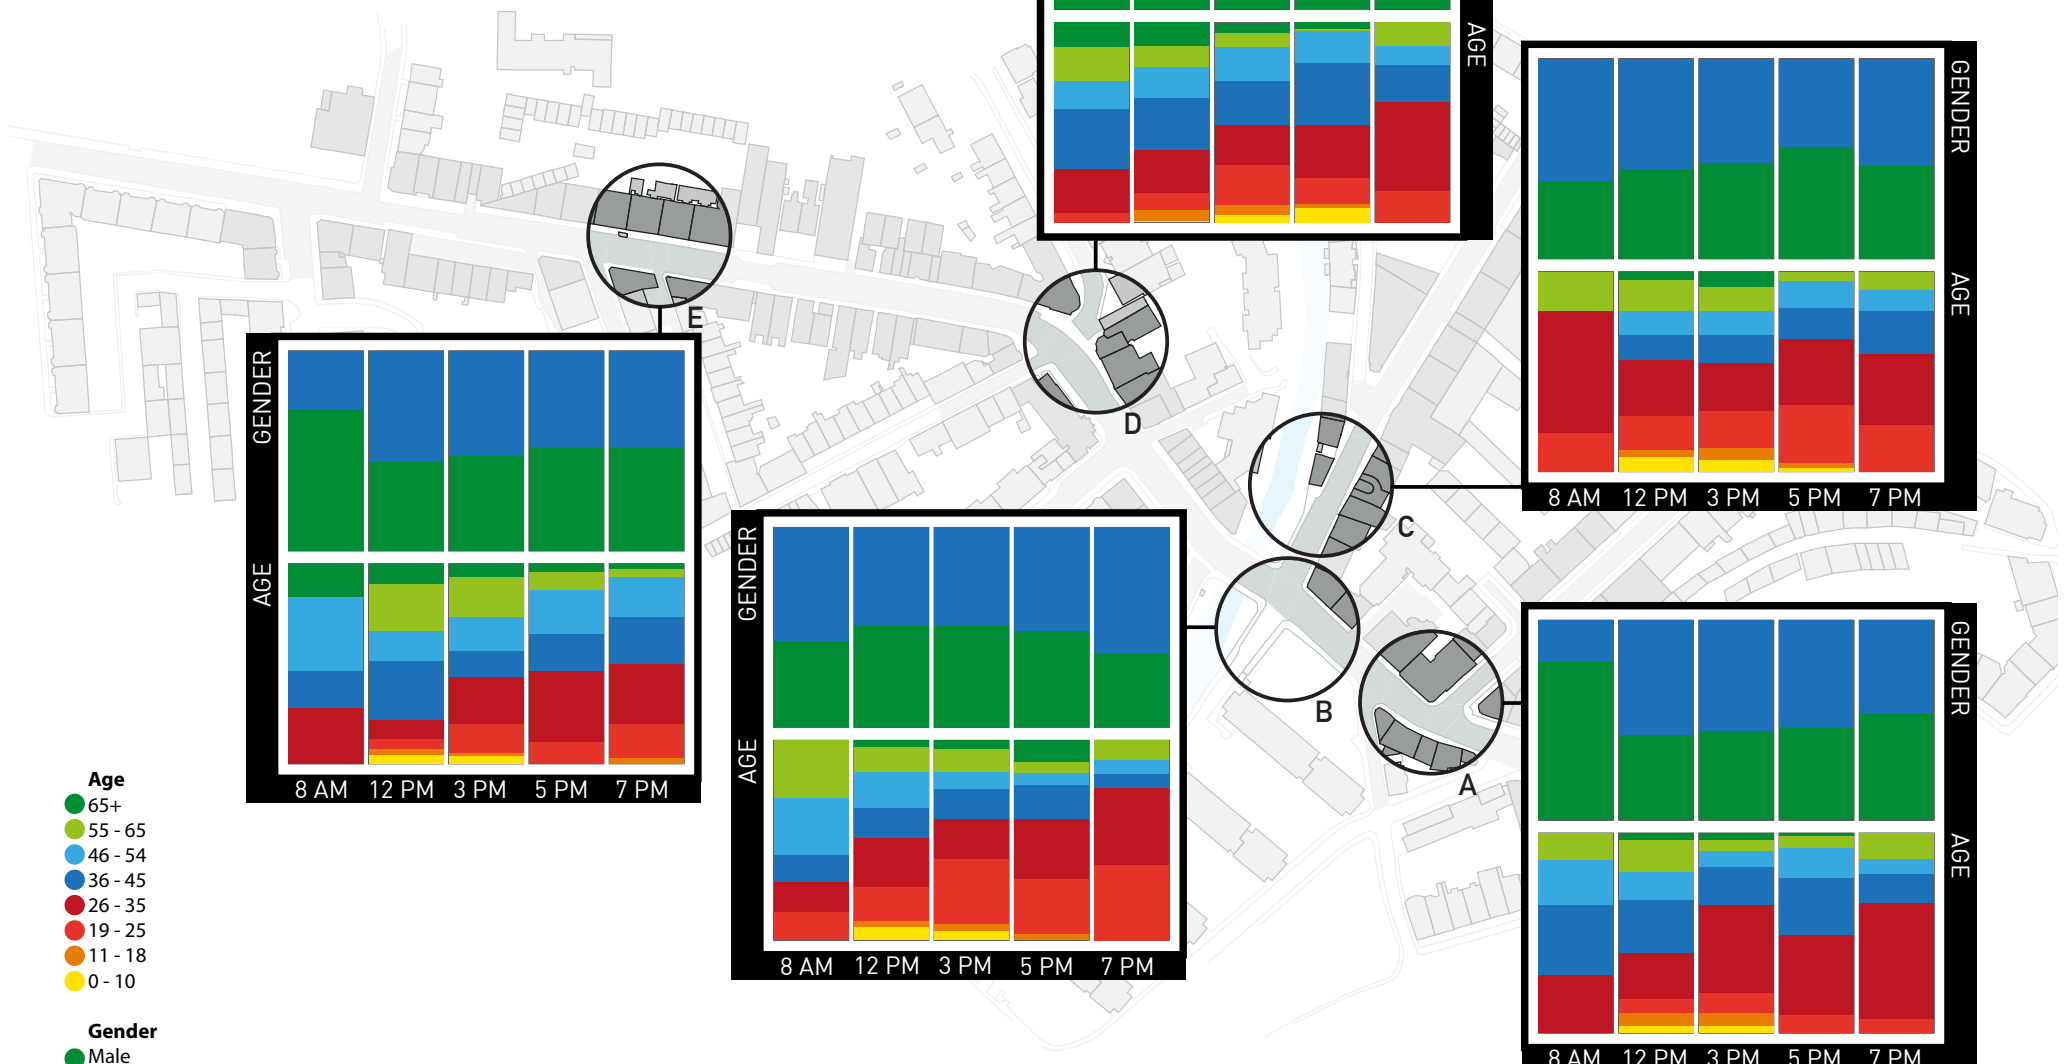 AGE
GENDER
AGE
8 AM 12 PM 3 PM 5 PM 7 PM
E
D
C
B
A
GENDER
AGE
8 AM 12 PM 3 PM 5 PM 7 PM
GENDER
AGE
8 AM 12 PM 3 PM 5 PM 7 PM
GENDER
AGE
8 AM 12 PM 3 PM 5 PM 7 PM
Age
65+
55 - 65
46 - 54
36 - 45
26 - 35
19 - 25
11 - 18
0 - 10
Gender
Male